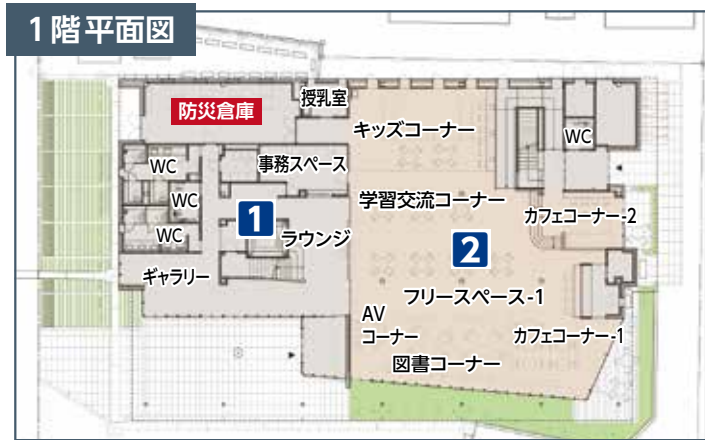 1階平面図
授乳室
防災倉庫
キッズコーナー
WC
事務スペース
WC
学習交流コーナー
WC
カフェコーナー-2
1
ラウンジ
2
WC
ギャラリー
フリースペース-1
AV
コーナー
カフェコーナー-1
図書コーナー